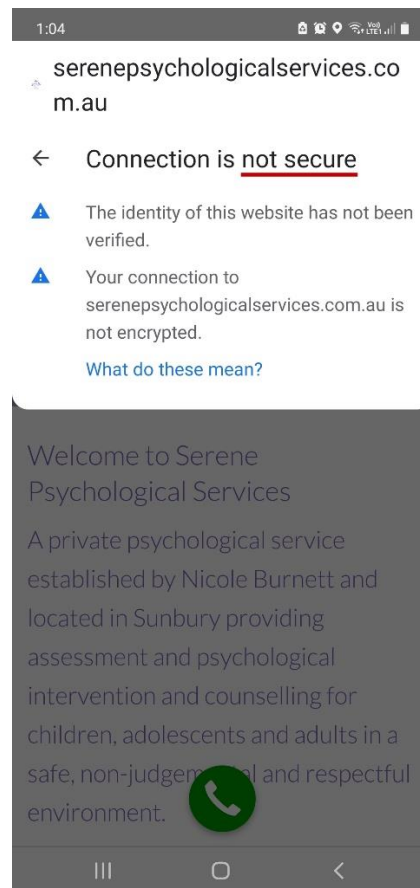 1:04
Vo))
LTE1
serenepsychologicalservices.co
m.au
Connection is not secure
The identity of this website has not been
verified.
Your connection to
serenepsychologicalservices.com.au is
not encrypted.
What do these mean?
Welcome to Serene
Psychological Services
A private psychological service
established by Nicole Burnett and
located in Sunbury providing
assessment and psychological
intervention and counselling for
children, adolescents and adults in a
safe, and respectful
environment.